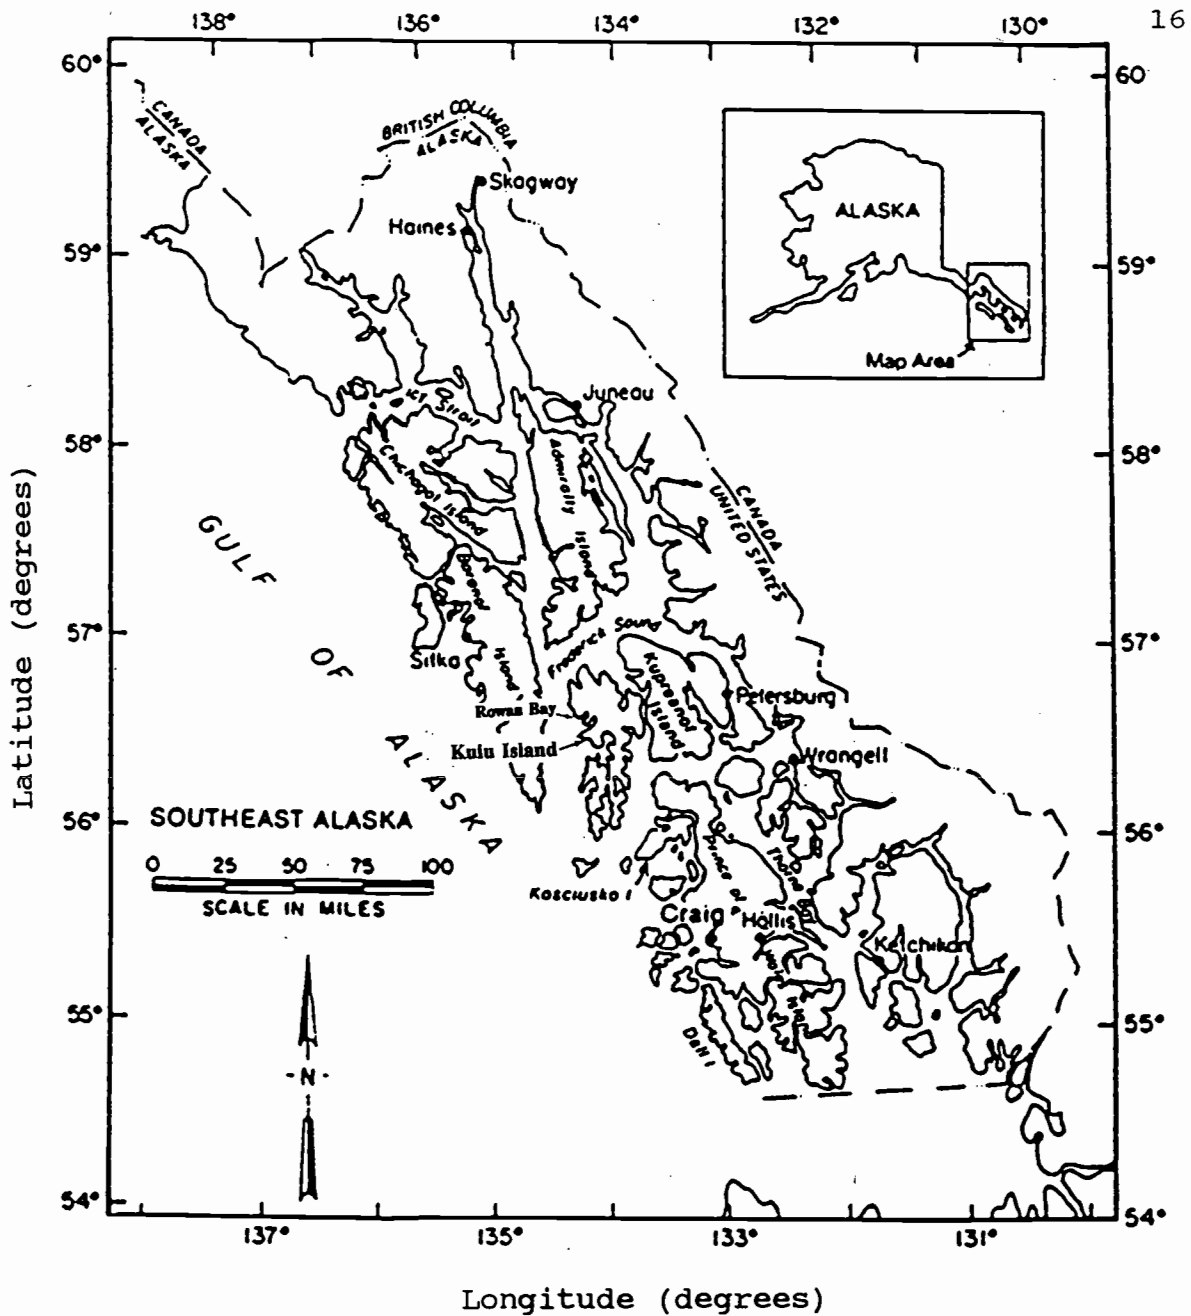 16
138° 136° 134° 132° 130°
60° 60
CANADA
ALASKA
BRITISH COLUMBIA
ALASKA
Skagway
Haines
ALASKA
Map Area
59° 59°
Juneau
Icy Strait
58° 58°
Chichagof Island
Admiralty Island
CANADA
UNITED STATES
GULF OF ALASKA
Baranof Island
57° 57°
Frederick Sound
Sitka
Kupreanof Island
Petersburg
Rowan Bay
Kuiu Island
Wrangell
56° 56°
SOUTHEAST ALASKA
0 25 50 75 100
SCALE IN MILES
Prince of
Kosciusko I
Craig
Hollis
Ketchikan
55° 55°
Dall I
-N-
54° 54°
137° 135° 133° 131°
Latitude (degrees)
Longitude (degrees)